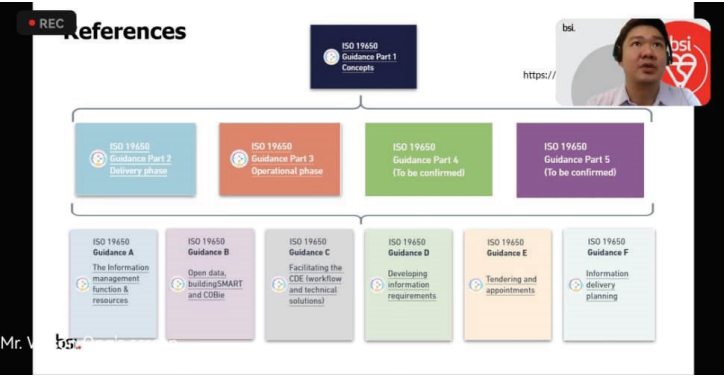 REC
References
bsi.
bsi
https://
ISO 19650
Guidance Part 1
Concepts
ISO 19650
Guidance Part 2
Delivery phase
ISO 19650
Guidance Part 3
Operational phase
ISO 19650
Guidance Part 4
(To be confirmed)
ISO 19650
Guidance Part 5
(To be confirmed)
ISO 19650
Guidance A
The Information
management
function &
resources
ISO 19650
Guidance B
Open data,
buildingSMART
and COBie
ISO 19650
Guidance C
Facilitating the
CDE (workflow
and technical
solutions)
ISO 19650
Guidance D
Developing
information
requirements
ISO 19650
Guidance E
Tendering and
appointments
ISO 19650
Guidance F
Information
delivery
planning
Mr.
bsi.